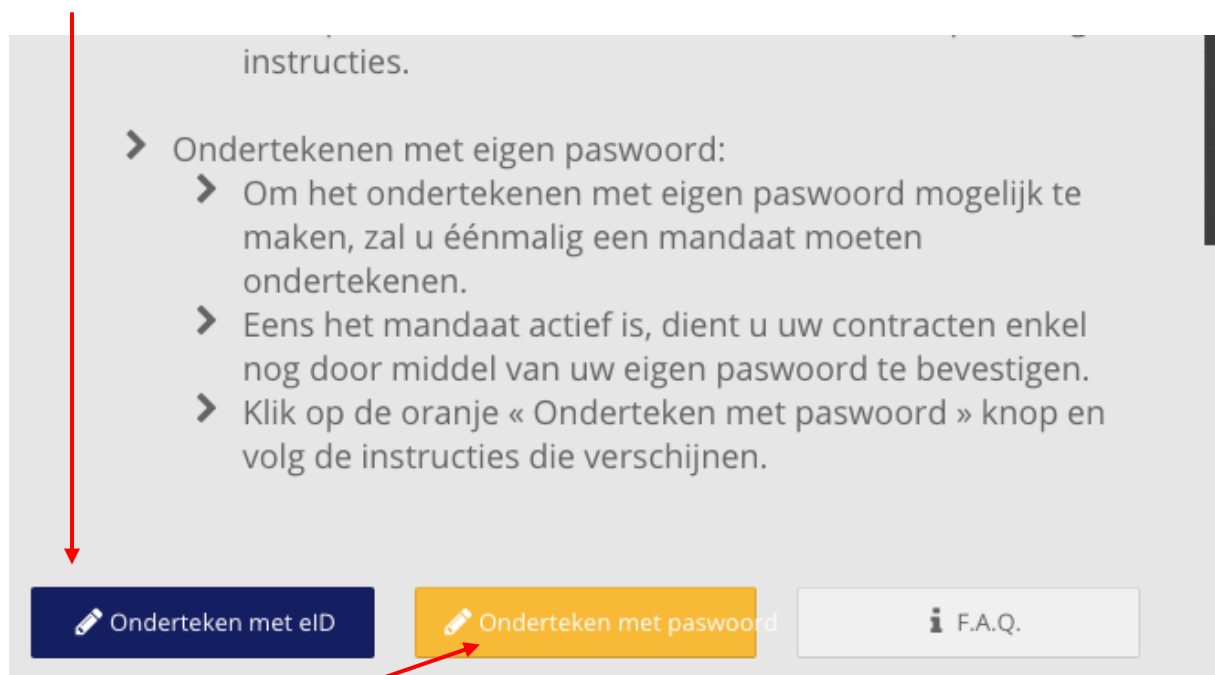 instructies.
Ondertekenen met eigen paswoord:
Om het ondertekenen met eigen paswoord mogelijk te
maken, zal u éénmalig een mandaat moeten
ondertekenen.
Eens het mandaat actief is, dient u uw contracten enkel
nog door middel van uw eigen paswoord te bevestigen.
Klik op de oranje « Onderteken met paswoord » knop en
volg de instructies die verschijnen.
Onderteken met eID
Onderteken met paswoord
F.A.Q.